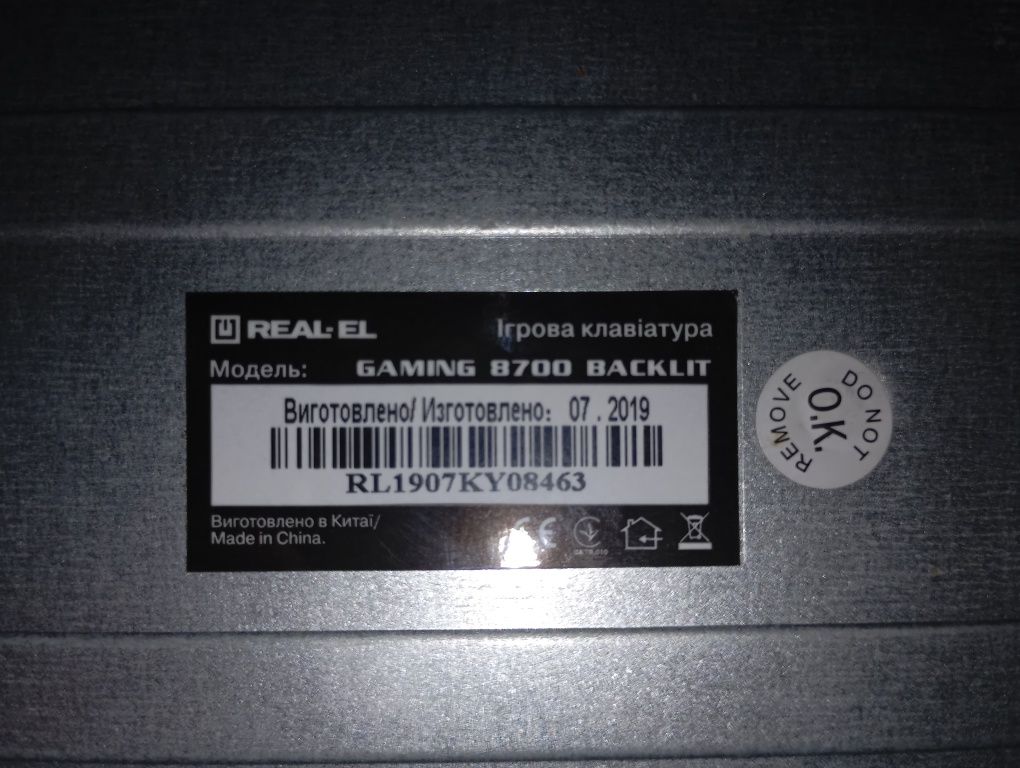 REAL-EL
Ігрова клавіатура
Модель: GAMING 8700 BACKLIT
Виготовлено/ Изготовлено: 07 . 2019
RL1907KY08463
Виготовлено в Китаї/
Made in China.
CE
DO NOT
O.K.
REMOVE